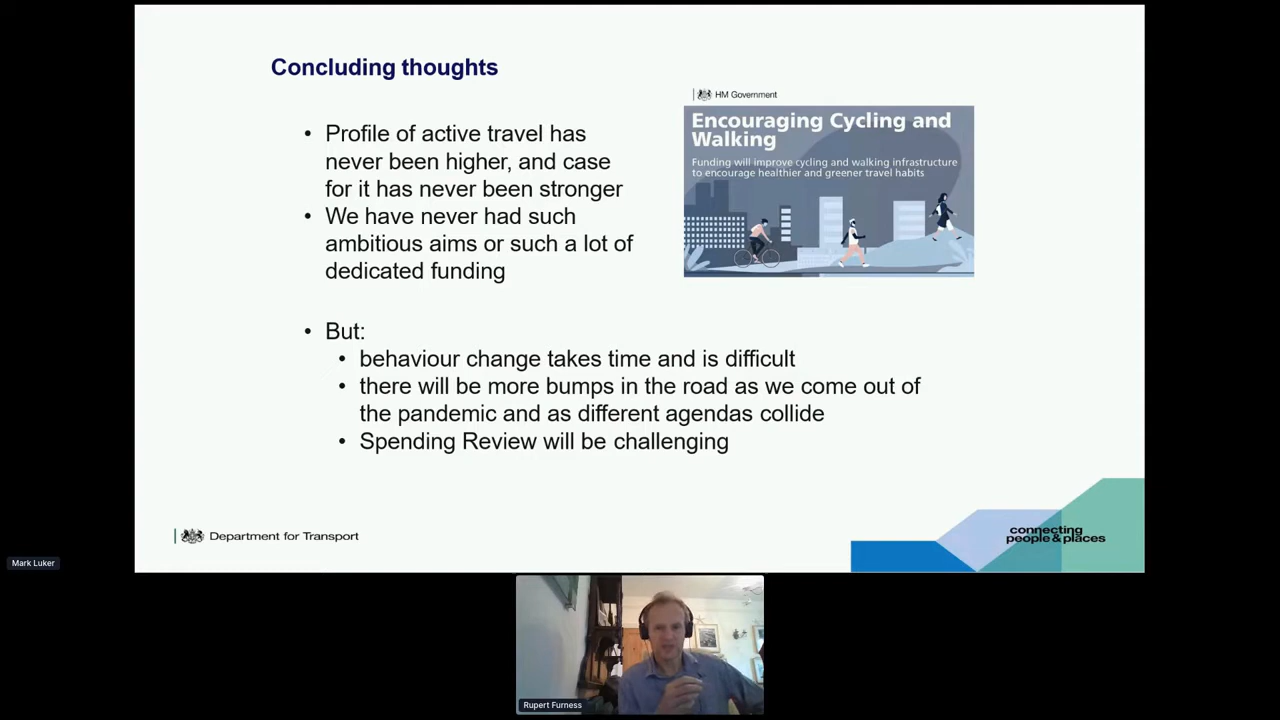 Concluding thoughts
• Profile of active travel has
never been higher, and case
for it has never been stronger
• We have never had such
ambitious aims or such a lot of
dedicated funding
HM Government
Encouraging Cycling and
Walking
Funding will improve cycling and walking infrastructure
to encourage healthier and greener travel habits
• But:
• behaviour change takes time and is difficult
• there will be more bumps in the road as we come out of
the pandemic and as different agendas collide
• Spending Review will be challenging
Department for Transport
connecting
people & places
Mark Luker
Rupert Furness